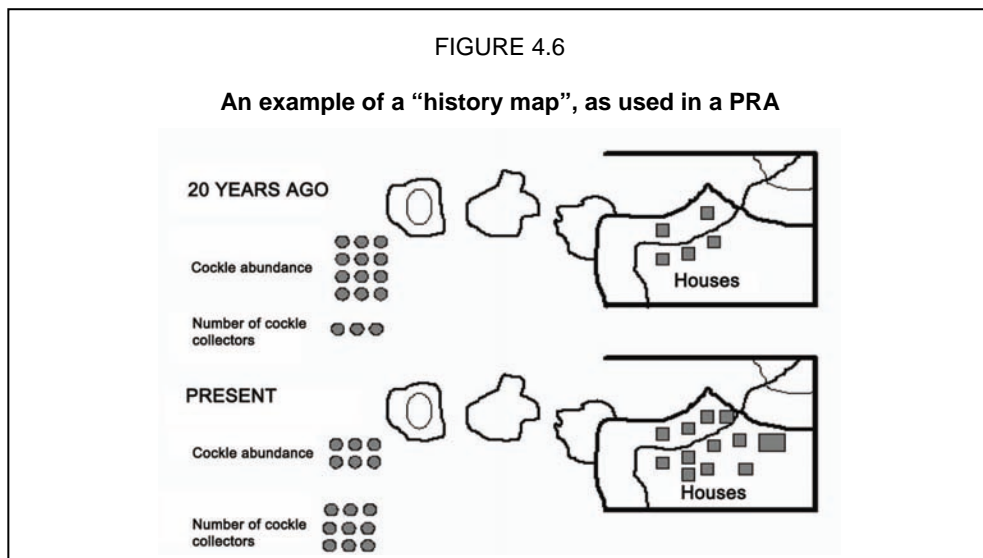 FIGURE 4.6
An example of a “history map”, as used in a PRA
20 YEARS AGO
Cockle abundance
Houses
Number of cockle
collectors
PRESENT
Cockle abundance
Houses
Number of cockle
collectors